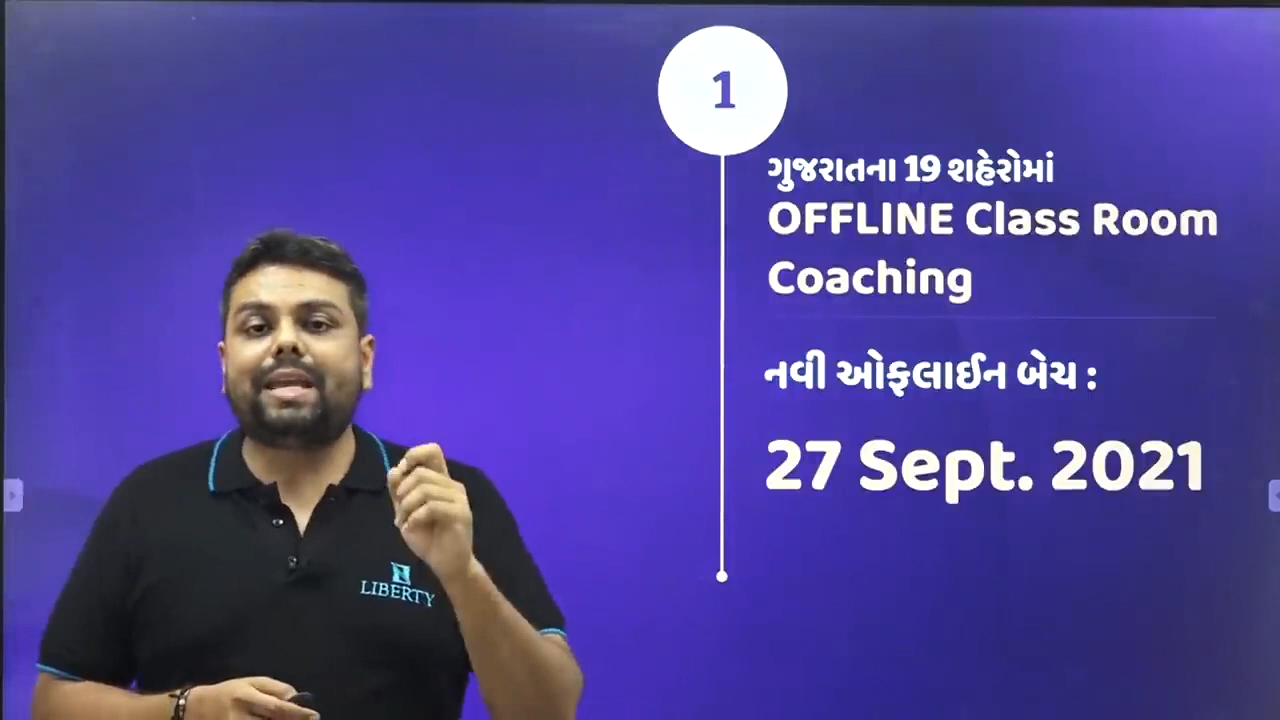 1
ગુજરાતના 19 શહેરોમાં
OFFLINE Class Room
Coaching
નવી ઓફલાઈન બેચ :
27 Sept. 2021
LIBERTY